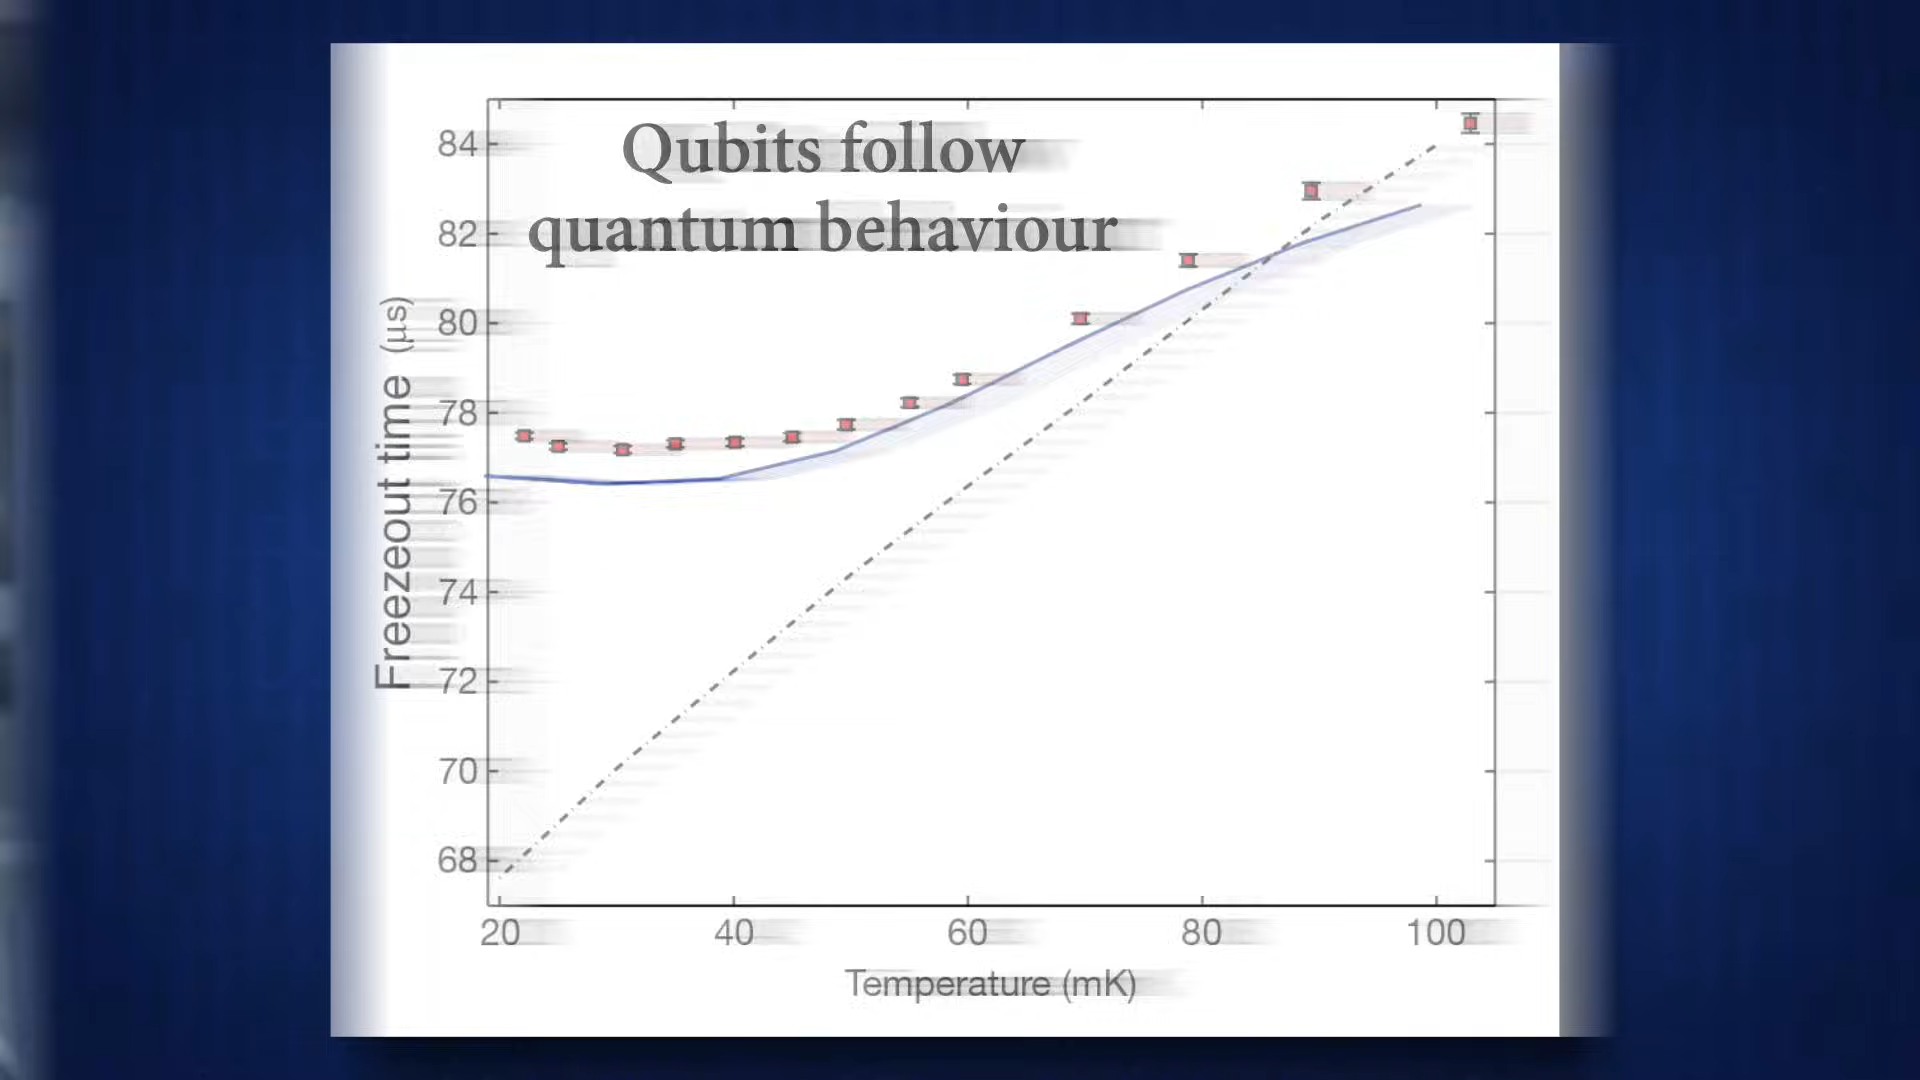 Qubits follow
quantum behaviour
Freezeout time (µs)
84
82
80
78
76
74
72
70
68
20 40 60 80 100
Temperature (mK)